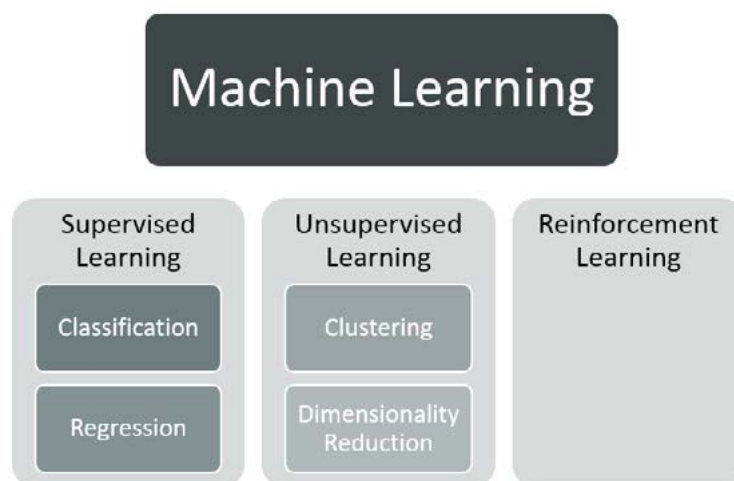 Machine Learning
Supervised
Learning
Classification
Regression
Unsupervised
Learning
Clustering
Dimensionality
Reduction
Reinforcement
Learning